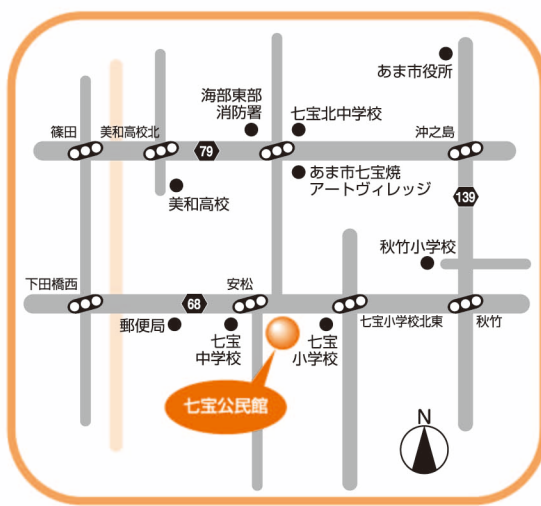 あま市役所
海部東部
消防署
七宝北中学校
篠田
美和高校北
沖之島
79
あま市七宝焼
アートヴィレッジ
美和高校
139
秋竹小学校
下田橋西
安松
68
郵便局
七宝
中学校
七宝
小学校
七宝小学校北東
秋竹
七宝公民館
N